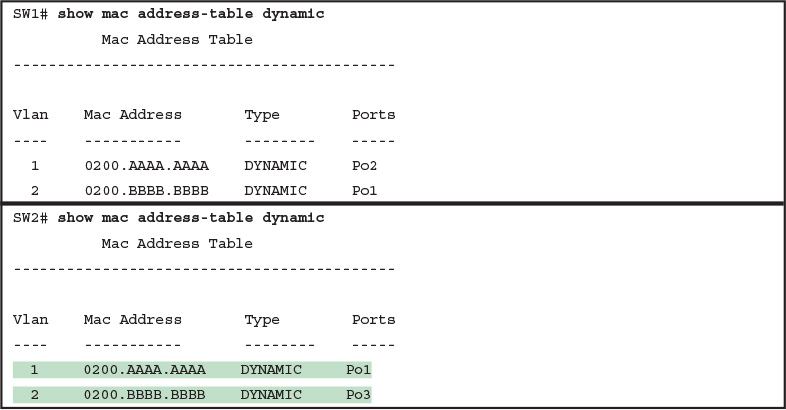 SW1# show mac address-table dynamic
Mac Address Table
-------------------------------------------
Vlan    Mac Address       Type        Ports
----    -----------       --------    -----
1     0200.AAAA.AAAA    DYNAMIC     Po2
2     0200.BBBB.BBBB    DYNAMIC     Po1
SW2# show mac address-table dynamic
Mac Address Table
-------------------------------------------
Vlan    Mac Address       Type        Ports
----    -----------       --------    -----
1     0200.AAAA.AAAA    DYNAMIC     Po1
2     0200.BBBB.BBBB    DYNAMIC     Po3